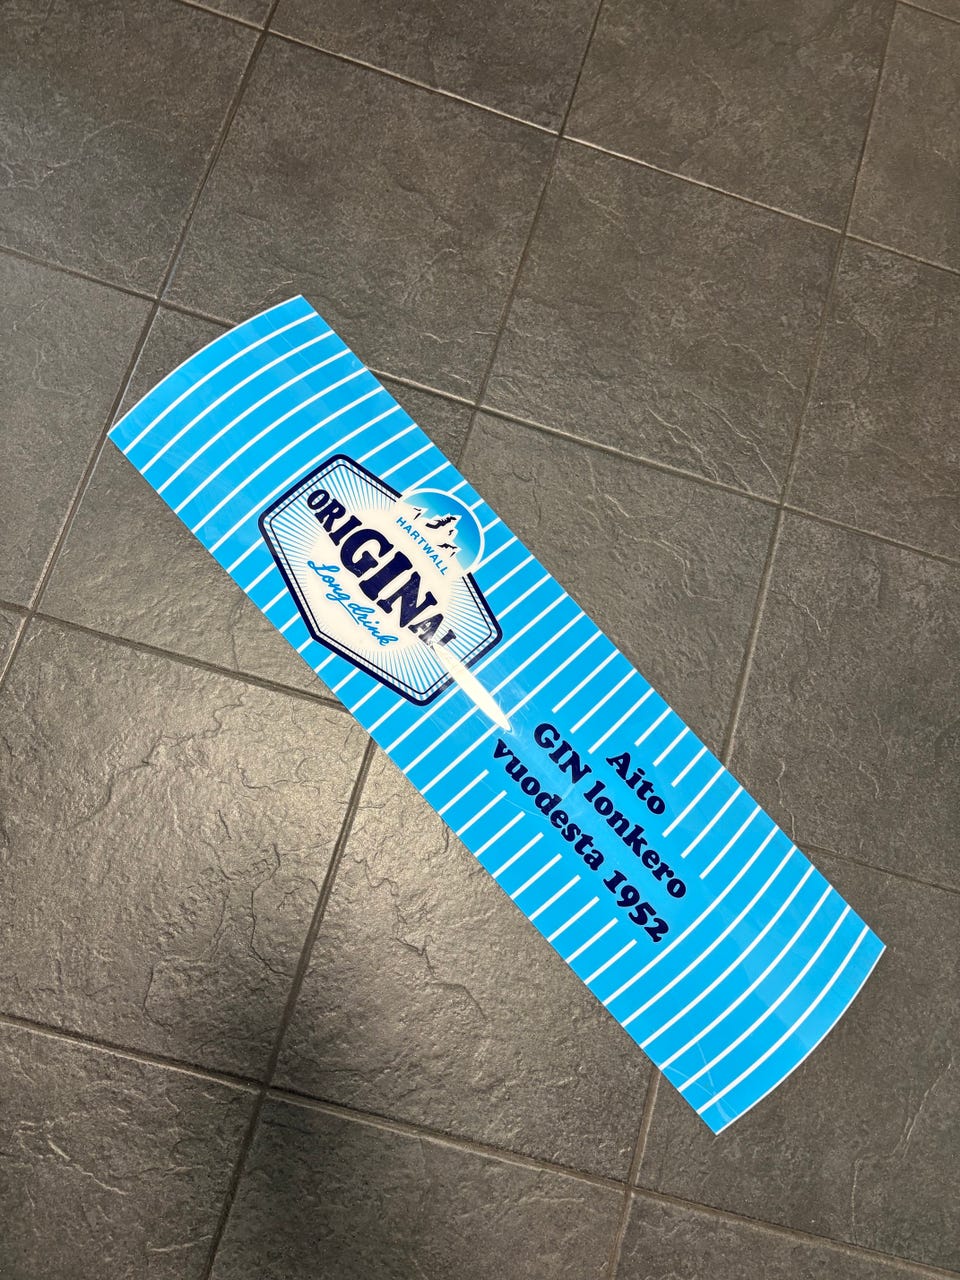 HARTWALL
ORIGINAL
Long drink
Aito
GIN lonkero
vuodesta 1952